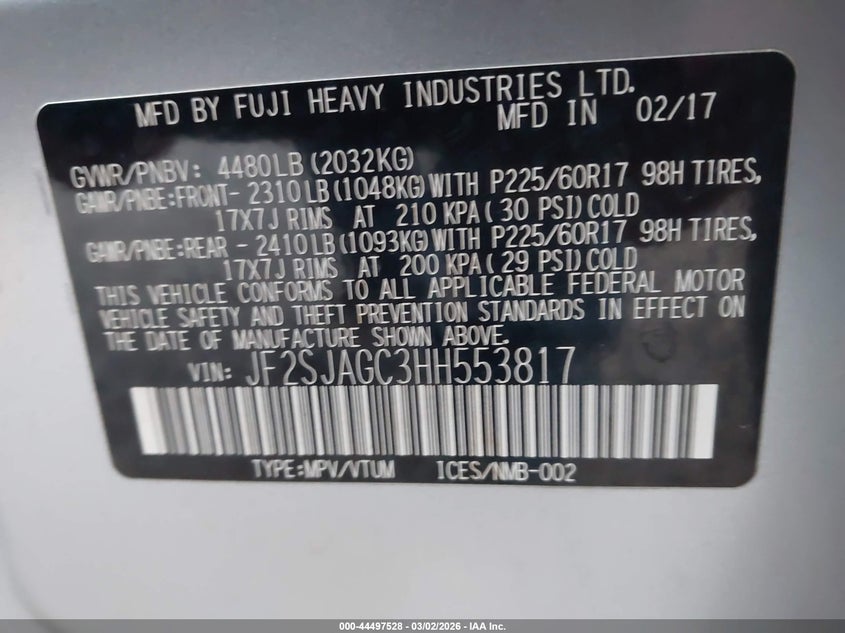 MFD BY FUJI HEAVY INDUSTRIES LTD.
MFD IN 02/17
GVWR/PNBV: 4480LB(2032KG)
GAWR/PNBE:FRONT- 2310LB(1048KG)WITH P225/60R17 98H TIRES,
17X7J RIMS AT 210 KPA( 30 PSI)COLD
GAWR/PNBE:REAR - 2410LB(1093KG)WITH P225/60R17 98H TIRES,
17X7J RIMS AT 200 KPA( 29 PSI)COLD
THIS VEHICLE CONFORMS TO ALL APPLICABLE FEDERAL MOTOR
VEHICLE SAFETY AND THEFT PREVENTION STANDARDS IN EFFECT ON
THE DATE OF MANUFACTURE SHOWN ABOVE.
VIN: JF2SJAGC3HH553817
TYPE:MPV/VTUM ICES/NMB-002
000-44497528 - 03/02/2026 - IAA Inc.